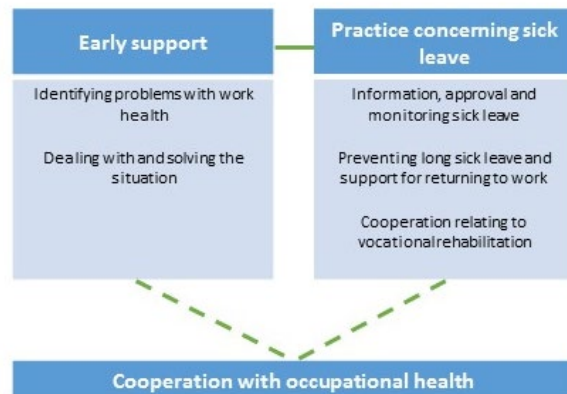 Early support
Identifying problems with work
health
Dealing with and solving the
situation
Practice concerning sick
leave
Information, approval and
monitoring sick leave
Preventing long sick leave and
support for returning to work
Cooperation relating to
vocational rehabilitation
Cooperation with occupational health